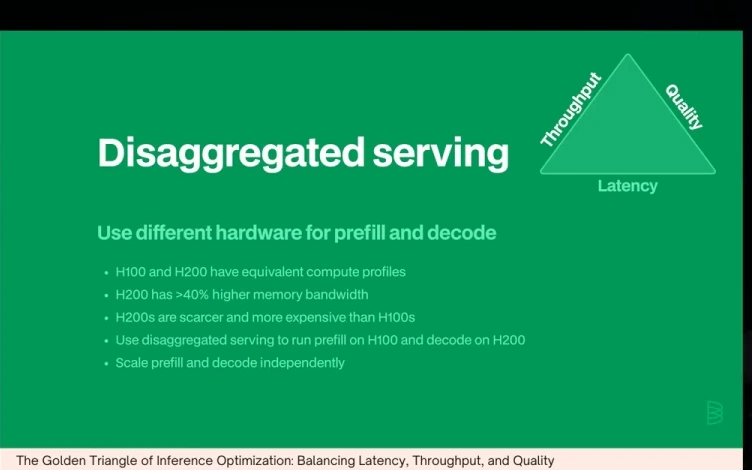 Throughput
Quality
Latency
Disaggregated serving
Use different hardware for prefill and decode
• H100 and H200 have equivalent compute profiles
• H200 has >40% higher memory bandwidth
• H200s are scarcer and more expensive than H100s
• Use disaggregated serving to run prefill on H100 and decode on H200
• Scale prefill and decode independently
The Golden Triangle of Inference Optimization: Balancing Latency, Throughput, and Quality